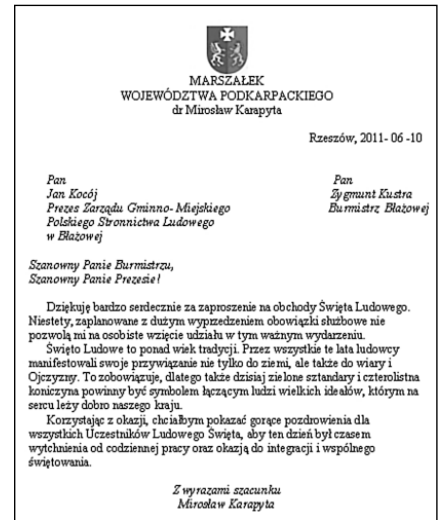 MARSZAŁEK
WOJEWÓDZTWA PODKARPACKIEGO
dr Mirosław Karapyta
Rzeszów, 2011- 06 -10
Pan
Jan Kocój
Prezes Zarządu Gminno- Miejskiego
Polskiego Stronnictwa Ludowego
w Błażowej
Pan
Zygmunt Kustra
Burmistrz Błażowej
Szanowny Panie Burmistrzu,
Szanowny Panie Prezesie!
Dziękuję bardzo serdecznie za zaproszenie na obchody Święta Ludowego.
Niestety, zaplanowane z dużym wyprzedzeniem obowiązki służbowe nie
pozwolą mi na osobiste wzięcie udziału w tym ważnym wydarzeniu.
Święto Ludowe to ponad wiek tradycji. Przez wszystkie te lata ludowcy
manifestowali swoje przywiązanie nie tylko do ziemi, ale także do wiary i
Ojczyzny. To zobowiązuje, dlatego także dzisiaj zielone sztandary i czterolistna
koniczyna powinny być symbolem łączącym ludzi wielkich ideałów, którym na
sercu leży dobro naszego kraju.
Korzystając z okazji, chciałbym pokazać gorące pozdrowienia dla
wszystkich Uczestników Ludowego Święta, aby ten dzień był czasem
wytchnienia od codziennej pracy oraz okazją do integracji i wspólnego
świętowania.
Z wyrazami szacunku
Mirosław Karapyta